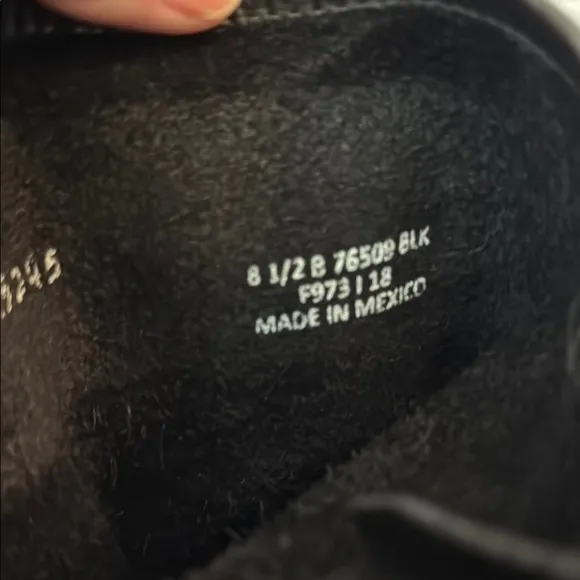 8 1/2 B 76509 BLK
F973 I 18
MADE IN MEXICO